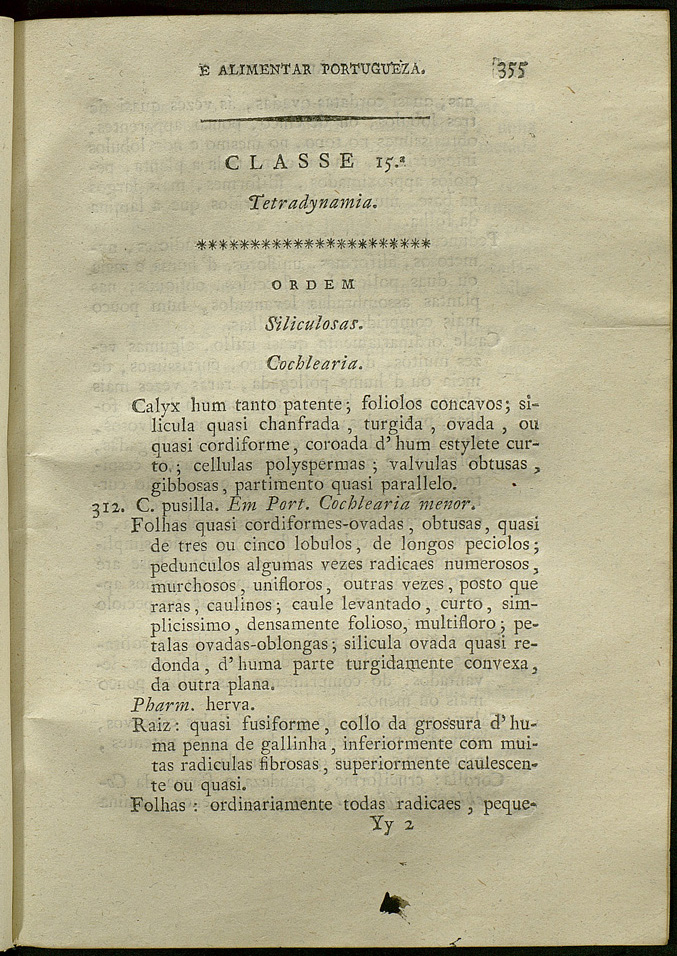 E ALIMENTAR PORTUGUEZA. 355
CLASSE 15.ª
Tetradynamia.
**********************
ORDEM
Siliculosas.
Cochlearia.
Calyx hum tanto patente; foliolos concavos; si-
licula quasi chanfrada, turgida, ovada, ou
quasi cordiforme, coroada d'hum estylete cur-
to.; cellulas polyspermas; valvulas obtusas,
gibbosas, partimento quasi parallelo.
312. C. pusilla. Em Port. Cochlearia menor.
Folhas quasi cordiformes-ovadas, obtusas, quasi
de tres ou cinco lobulos, de longos peciolos;
pedunculos algumas vezes radicaes numerosos,
murchosos, unifloros, outras vezes, posto que
raras, caulinos; caule levantado, curto, sim-
plicissimo, densamente folioso, multifloro; pe-
talas ovadas-oblongas; silicula ovada quasi re-
donda, d'huma parte turgidamente convexa,
da outra plana.
Pharm. herva.
Raiz: quasi fusiforme, collo da grossura d'hu-
ma penna de gallinha, inferiormente com mui-
tas radiculas fibrosas, superiormente caulescen-
te ou quasi.
Folhas: ordinariamente todas radicaes, peque-
Yy 2